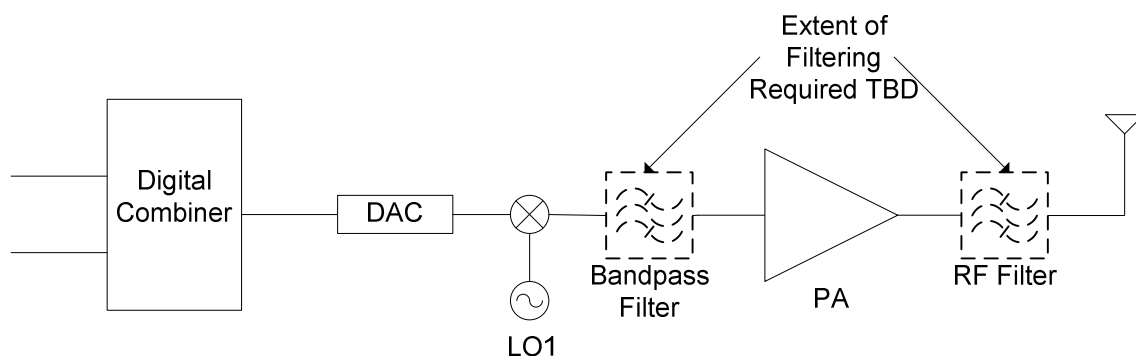 Extent of
Filtering
Required TBD
Digital
Combiner
DAC
Bandpass
Filter
PA
RF Filter
LO1